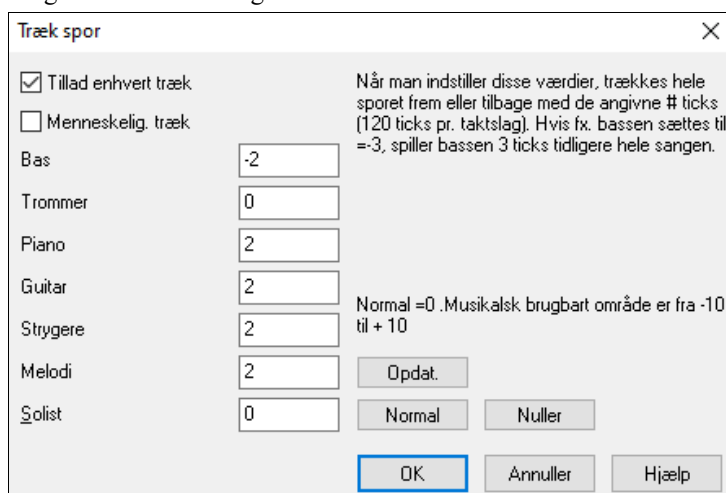 Træk spor
Tillad enhvert træk
Menneskelig. træk
Bas
-2
Trommer
0
Piano
2
Guitar
2
Strygere
2
Melodi
2
Solist
0
Når man indstiller disse værdier, trækkes hele
sporet frem eller tilbage med de angivne # ticks
(120 ticks pr. taktslag). Hvis fx. bassen sættes til
=-3, spiller bassen 3 ticks tidligere hele sangen.
Normal =0 .Musikalsk brugbart område er fra -10
til + 10
Opdat.
Normal
Nuller
OK
Annuller
Hjælp